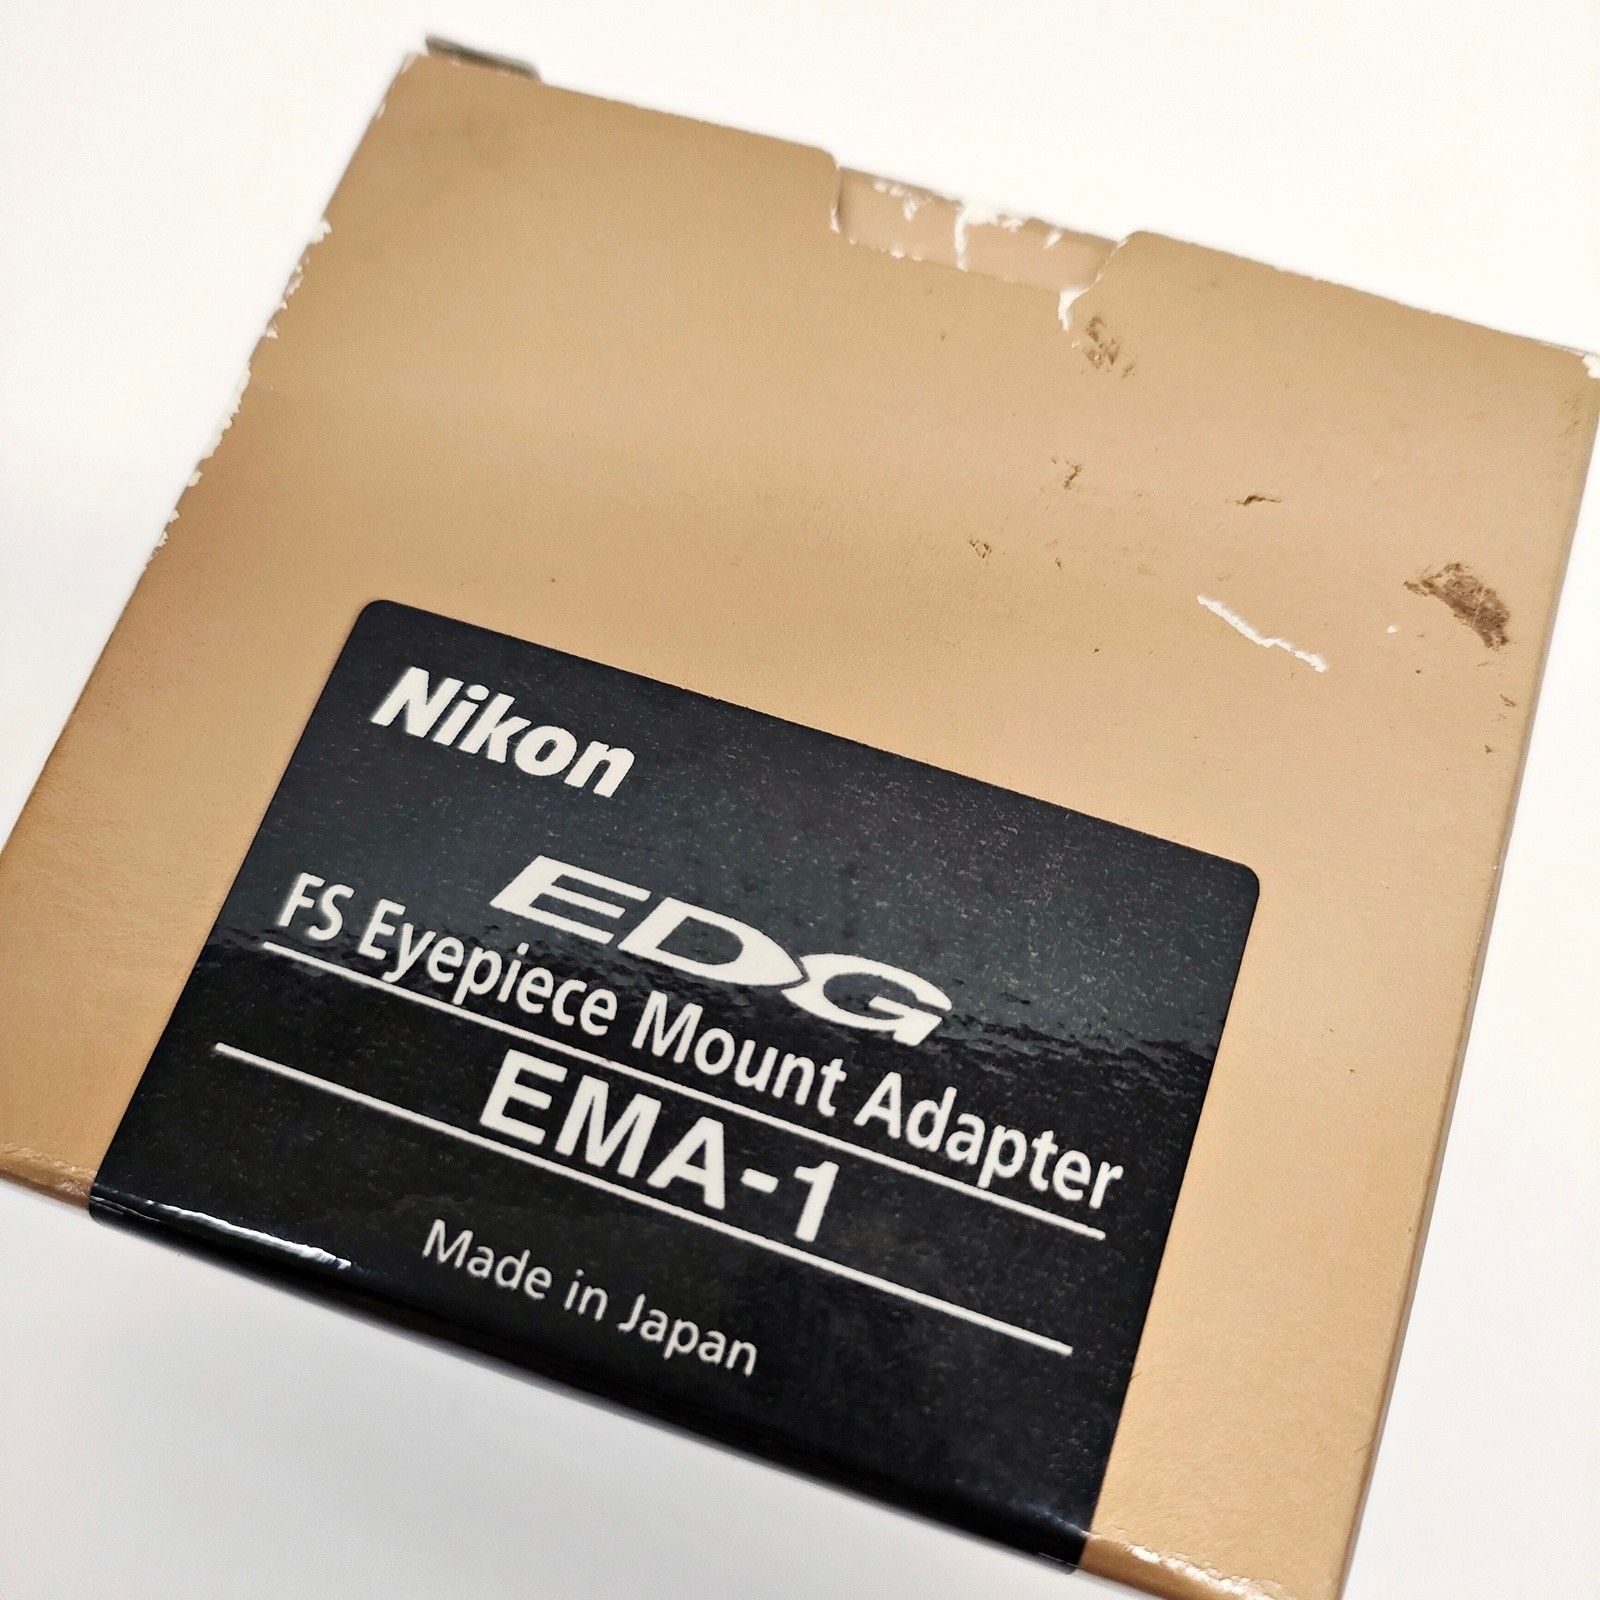 Nikon
EDG
FS Eyepiece Mount Adapter
EMA-1
Made in Japan